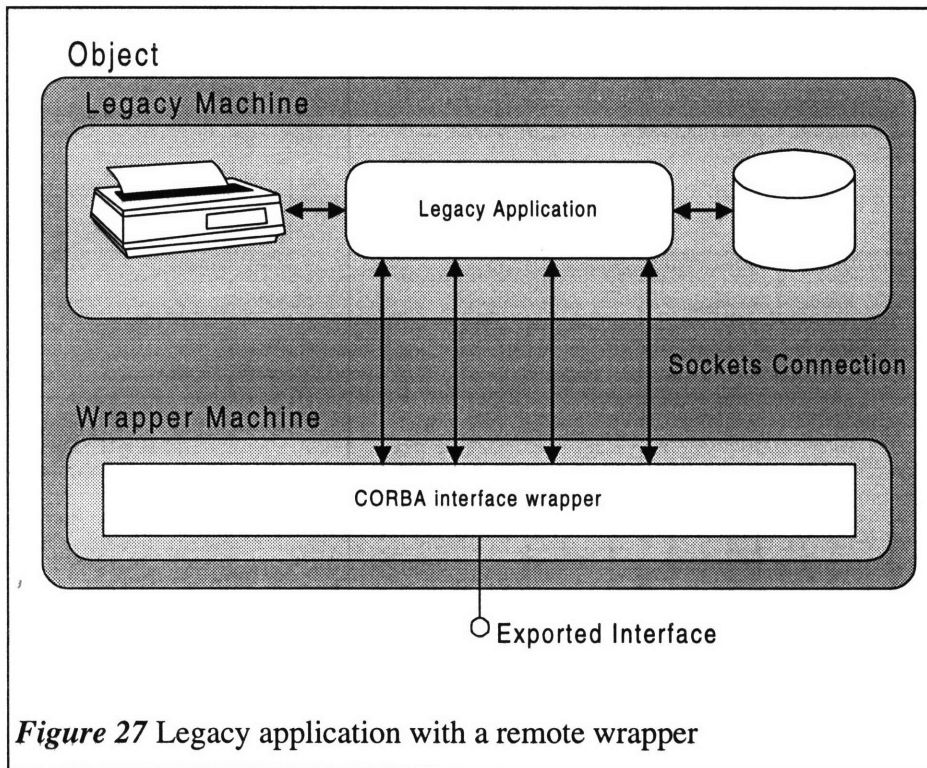 Object
Legacy Machine
Legacy Application
Sockets Connection
Wrapper Machine
CORBA interface wrapper
Exported Interface
Figure 27 Legacy application with a remote wrapper